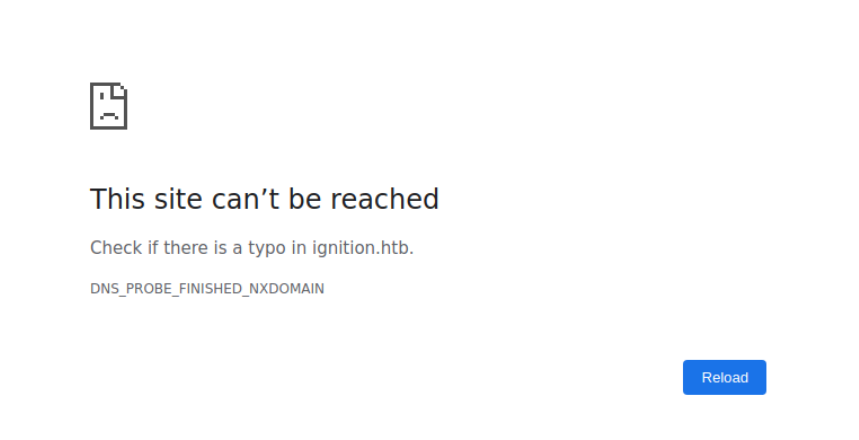 This site can’t be reached
Check if there is a typo in ignition.htb.
DNS_PROBE_FINISHED_NXDOMAIN
Reload